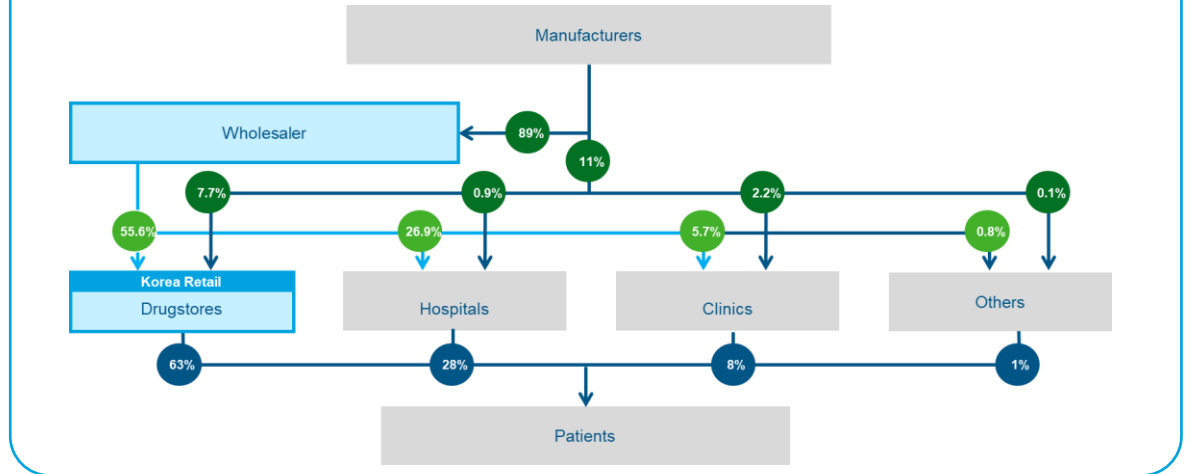 Manufacturers
Wholesaler
89%
11%
7.7%
0.9%
2.2%
0.1%
55.6%
26.9%
5.7%
0.8%
Korea Retail
Drugstores
Hospitals
Clinics
Others
63%
28%
8%
1%
Patients